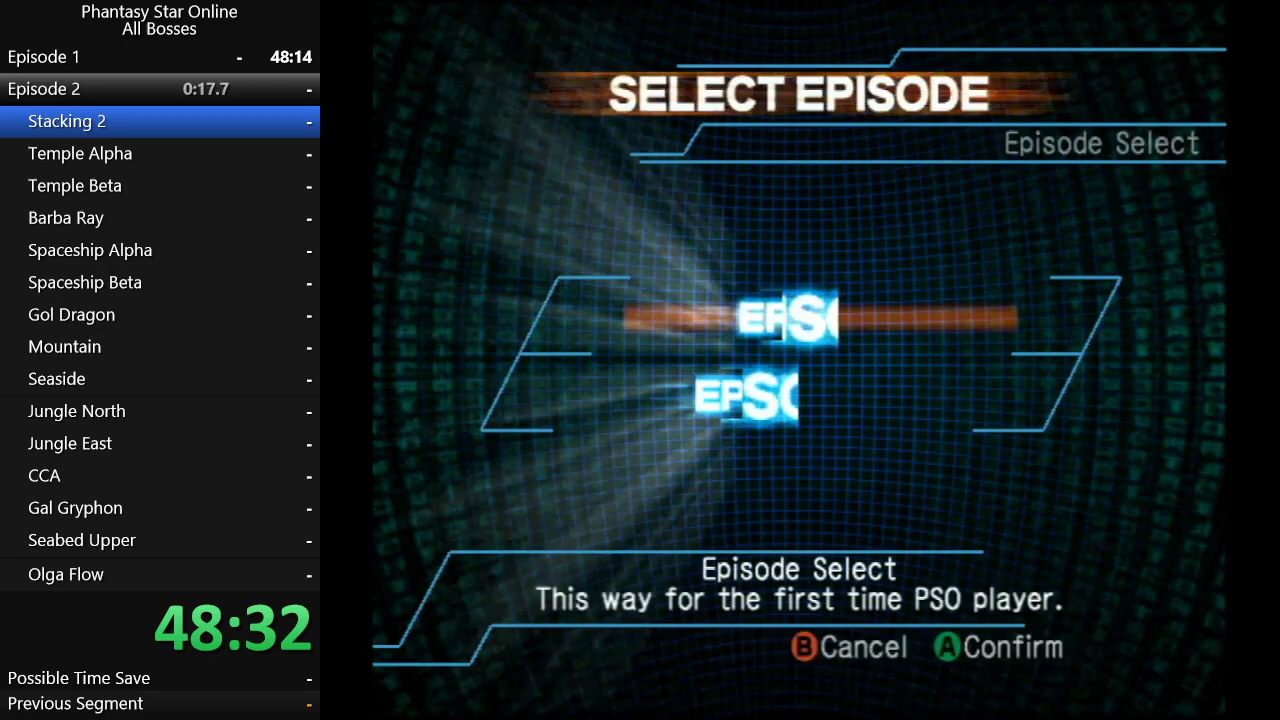 Phantasy Star Online
All Bosses
Episode 1 - 48:14
Episode 2 0:17.7 -
Stacking 2 -
Temple Alpha -
Temple Beta -
Barba Ray -
Spaceship Alpha -
Spaceship Beta -
Gol Dragon -
Mountain -
Seaside -
Jungle North -
Jungle East -
CCA -
Gal Gryphon -
Seabed Upper -
Olga Flow -
48:32
Possible Time Save -
Previous Segment -
SELECT EPISODE
Episode Select
Episode Select
This way for the first time PSO player.
B Cancel A Confirm